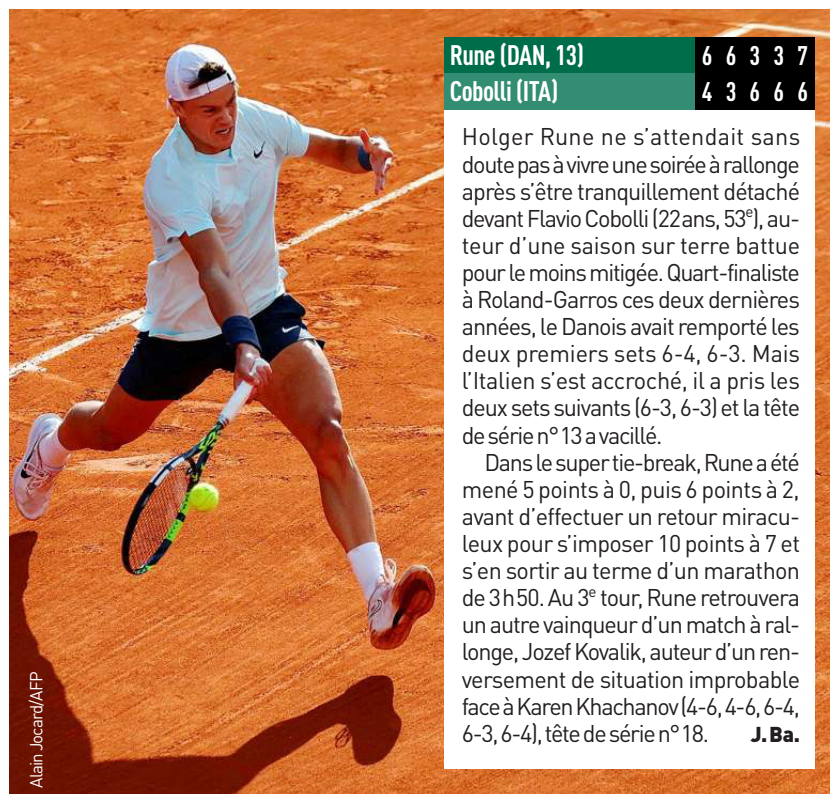 Rune (DAN, 13) 6 6 3 3 7
Cobolli (ITA) 4 3 6 6 6
Holger Rune ne s’attendait sans
doute pas à vivre une soirée à rallonge
après s’être tranquillement détaché
devant Flavio Cobolli (22 ans, 53e), au-
teur d’une saison sur terre battue
pour le moins mitigée. Quart-finaliste
à Roland-Garros ces deux dernières
années, le Danois avait remporté les
deux premiers sets 6-4, 6-3. Mais
l’Italien s’est accroché, il a pris les
deux sets suivants (6-3, 6-3) et la tête
de série n° 13 a vacillé.
Dans le super tie-break, Rune a été
mené 5 points à 0, puis 6 points à 2,
avant d’effectuer un retour miracu-
leux pour s’imposer 10 points à 7 et
s’en sortir au terme d’un marathon
de 3 h 50. Au 3e tour, Rune retrouvera
un autre vainqueur d’un match à ral-
longe, Jozef Kovalik, auteur d’un ren-
versement de situation improbable
face à Karen Khachanov (4-6, 4-6, 6-4,
6-3, 6-4), tête de série n° 18. J. Ba.
Alain Jocard/AFP